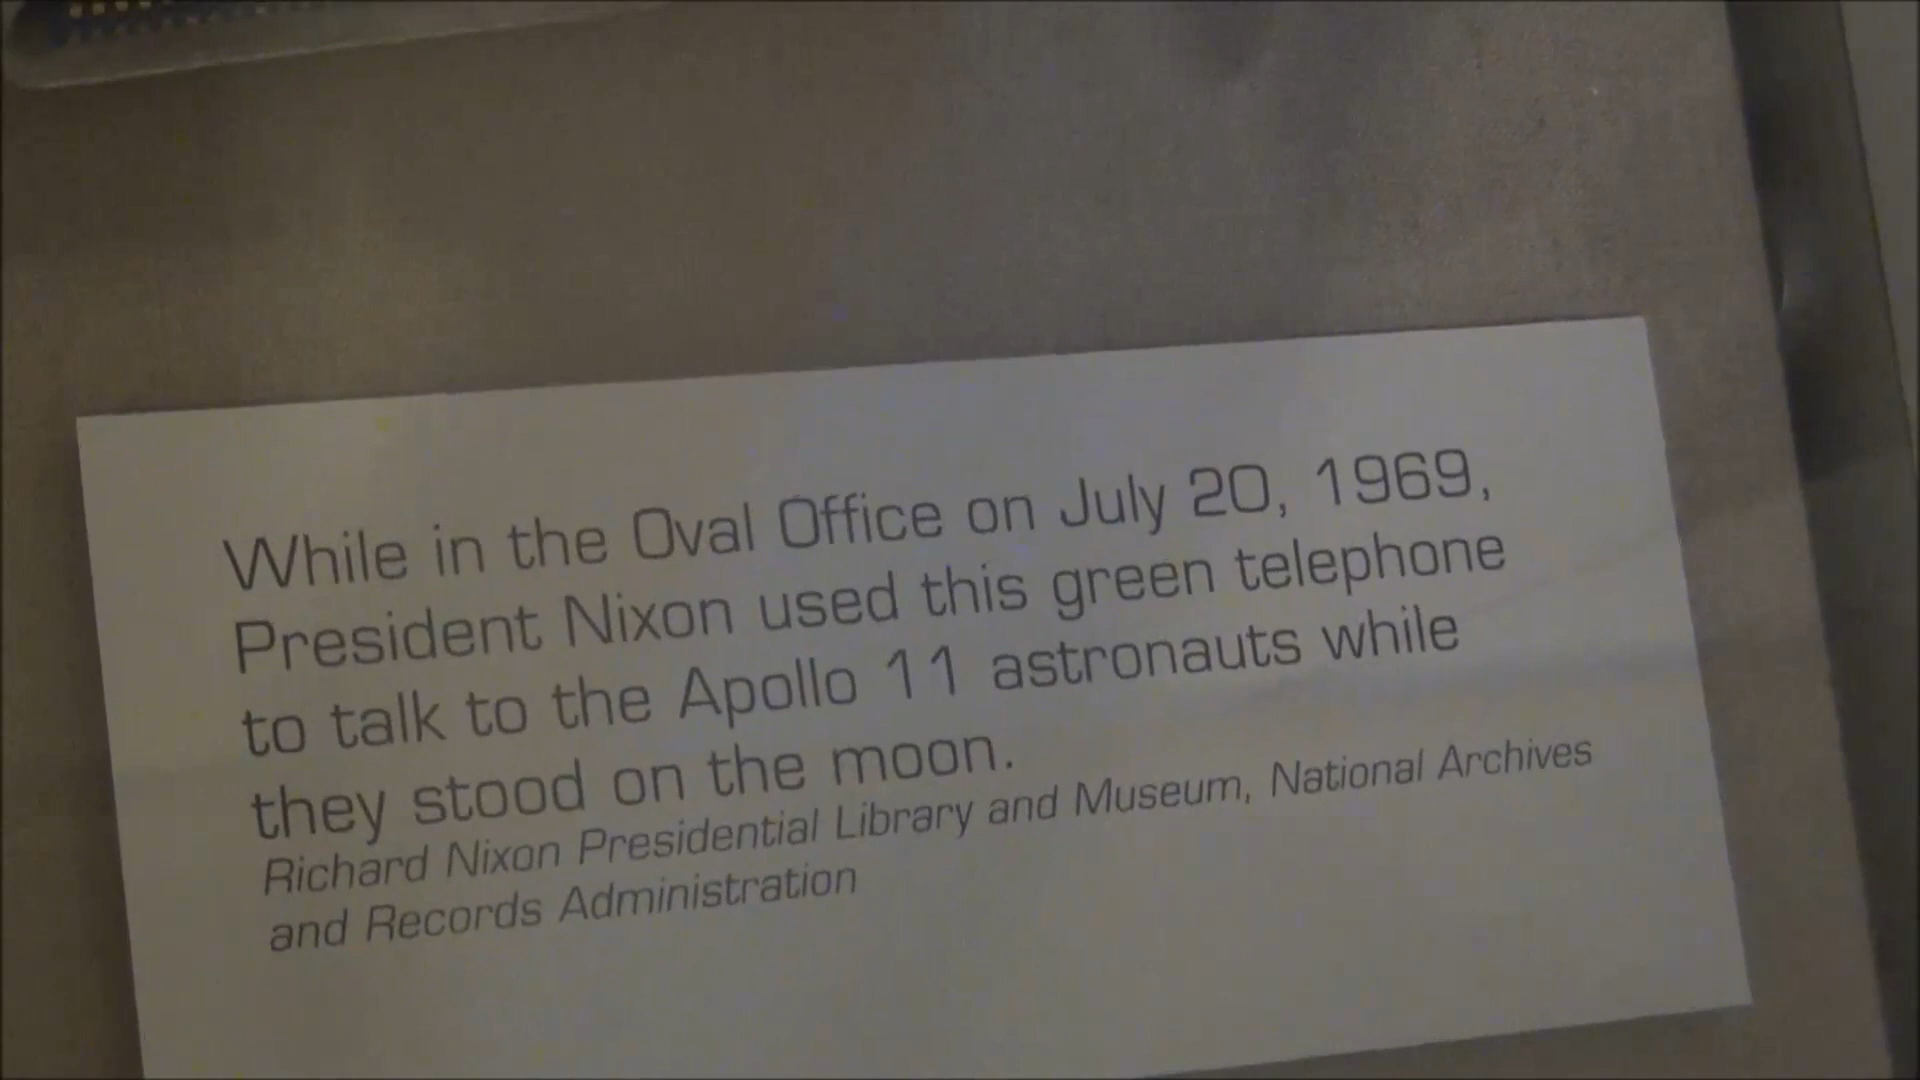 While in the Oval Office on July 20, 1969,
President Nixon used this green telephone
to talk to the Apollo 11 astronauts while
they stood on the moon.
Richard Nixon Presidential Library and Museum, National Archives
and Records Administration